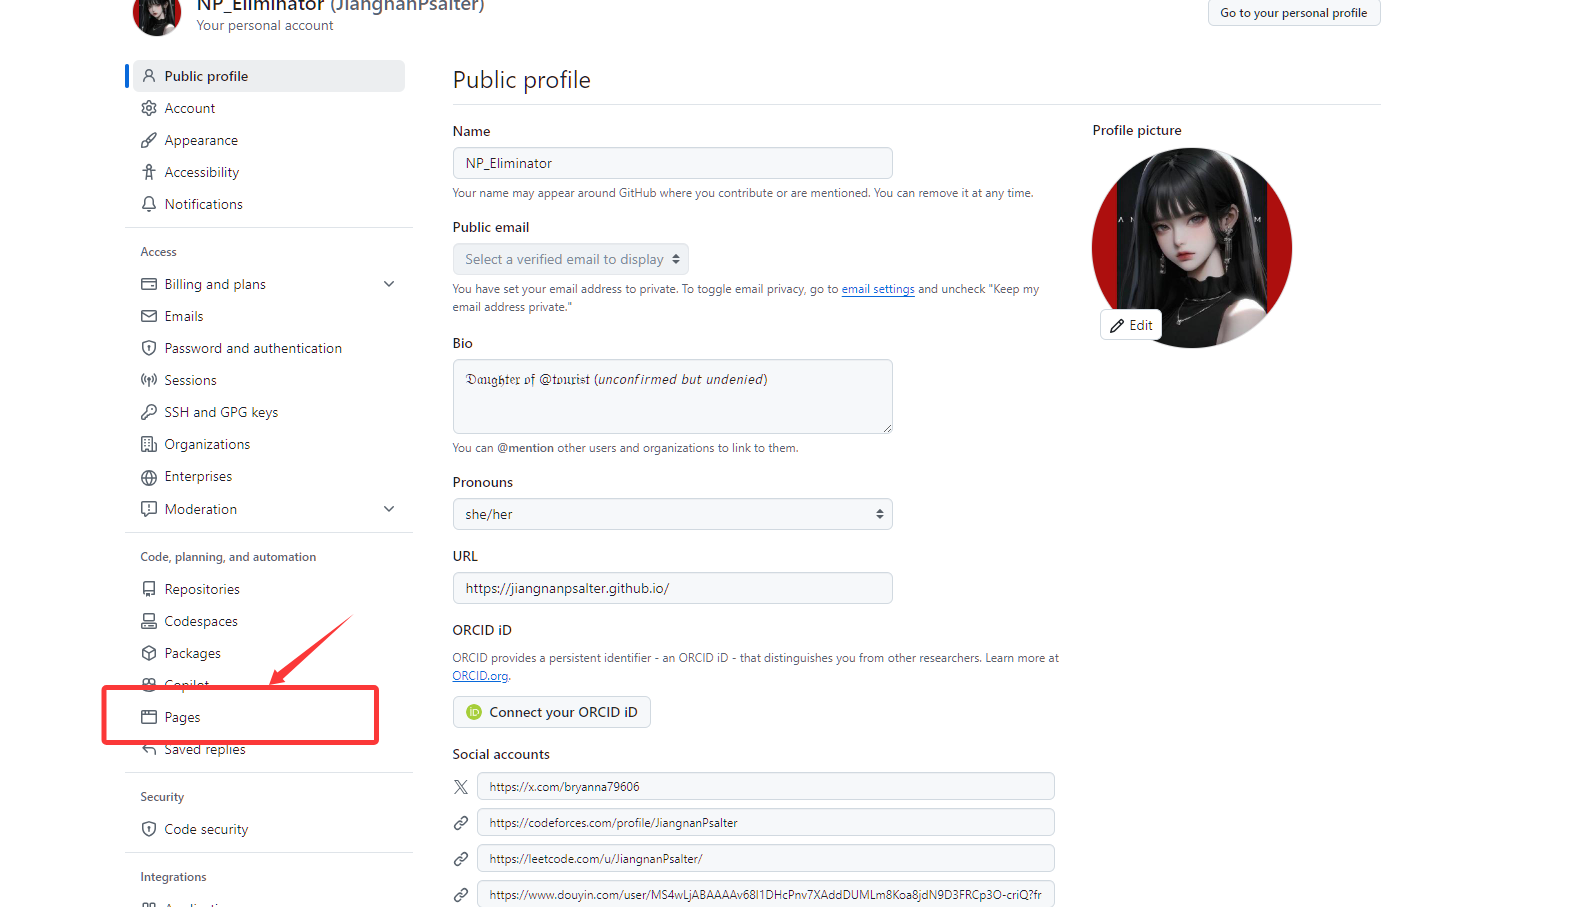 NP_Eliminator (JiangnanPsalter)
Your personal account
Go to your personal profile
Public profile
Account
Appearance
Accessibility
Notifications
Access
Billing and plans
Emails
Password and authentication
Sessions
SSH and GPG keys
Organizations
Enterprises
Moderation
Code, planning, and automation
Repositories
Codespaces
Packages
Copilot
Pages
Saved replies
Security
Code security
Integrations
Public profile
Name
NP_Eliminator
Your name may appear around GitHub where you contribute or are mentioned. You can remove it at any time.
Public email
Select a verified email to display
You have set your email address to private. To toggle email privacy, go to email settings and uncheck "Keep my
email address private."
Bio
𝔇𝔞𝔲𝔤𝔥𝔱𝔢𝔯 𝔬𝔣 @𝔱𝔬𝔲𝔯𝔦𝔰𝔱 (𝘶𝘯𝘤𝘰𝘯𝘧𝘪𝘳𝘮𝘦𝘥 𝘣𝘶𝘵 𝘶𝘯𝘥𝘦𝘯𝘪𝘦𝘥)
You can @mention other users and organizations to link to them.
Pronouns
she/her
URL
https://jiangnanpsalter.github.io/
ORCID iD
ORCID provides a persistent identifier - an ORCID iD - that distinguishes you from other researchers. Learn more at
ORCID.org.
iD Connect your ORCID iD
Social accounts
https://x.com/bryanna79606
https://codeforces.com/profile/JiangnanPsalter
https://leetcode.com/u/JiangnanPsalter/
https://www.douyin.com/user/MS4wLjABAAAAv68I1DHcPnv7XAddDUMLm8Koa8jdN9D3FRCp3O-criQ?fr
Profile picture
Edit